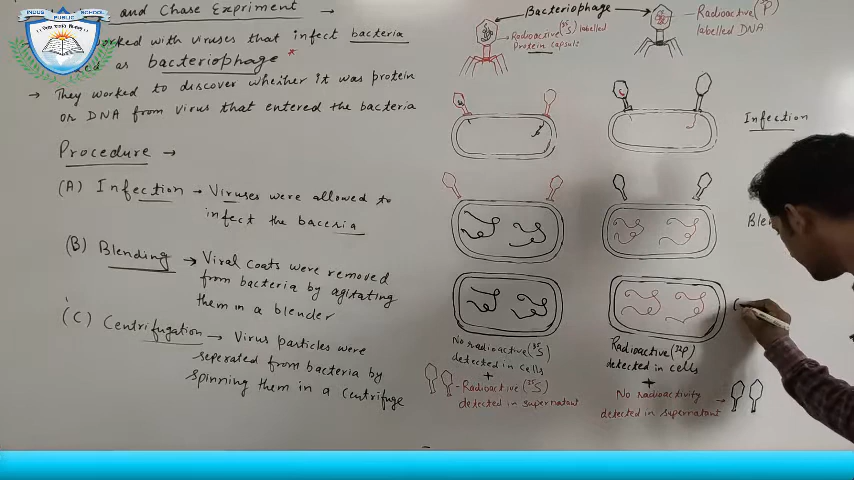 INDUS PUBLIC SCHOOL
and Chase Expriment →
worked with viruses that infect bacteria
as bacteriophage *
→ They worked to discover whether it was protein
or DNA from virus that entered the bacteria
Procedure →
(A) Infection → Viruses were allowed to
infect the baceria
(B) Blending → Viral coats were removed
from bacteria by agitating
them in a blender
(C) Centrifugation → Virus particles were
seperated from bacteria by
spinning them in a centrifuge
Bacteriophage
Radioactive (35S) labelled
Protein capsule
- Radioactive (32P)
labelled DNA
Infection
Ble
No radioactive (35S)
detected in cells
+
- Radioactive (35S)
detected in supernatant
Radioactive (32P)
detected in cells
+
No radioactivity →
detected in supernatant